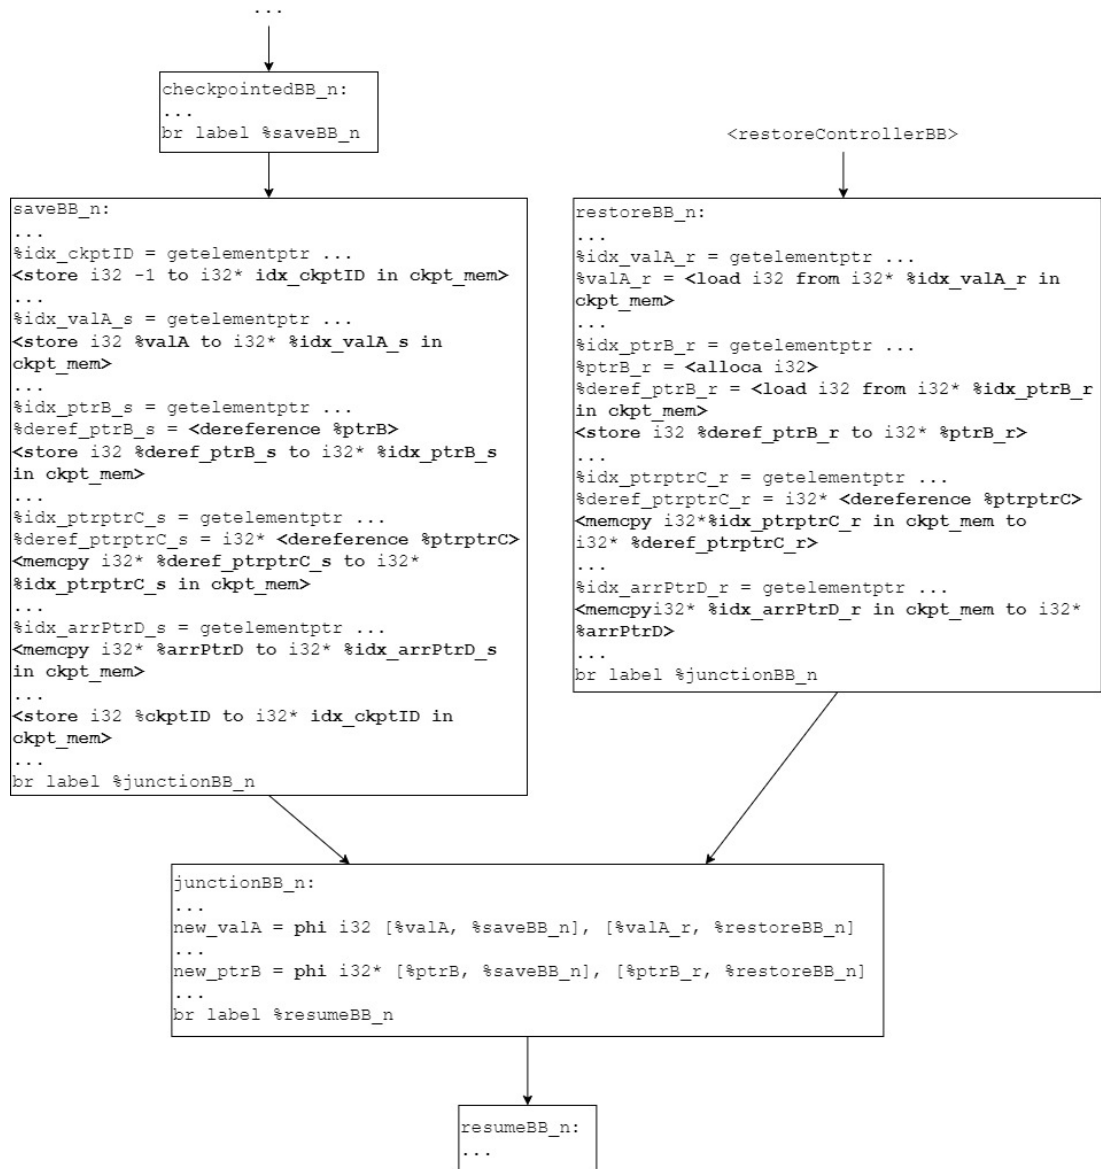 ...
checkpointedBB_n:
...
br label %saveBB_n
<restoreControllerBB>
saveBB_n:
...
%idx_ckptID = getelementptr ...
<store i32 -1 to i32* idx_ckptID in ckpt_mem>
...
%idx_valA_s = getelementptr ...
<store i32 %valA to i32* %idx_valA_s in
ckpt_mem>
...
%idx_ptrB_s = getelementptr ...
%deref_ptrB_s = <dereference %ptrB>
<store i32 %deref_ptrB_s to i32* %idx_ptrB_s
in ckpt_mem>
...
%idx_ptrptrC_s = getelementptr ...
%deref_ptrptrC_s = i32* <dereference %ptrptrC>
<memcpy i32* %deref_ptrptrC_s to i32*
%idx_ptrptrC_s in ckpt_mem>
...
%idx_arrPtrD_s = getelementptr ...
<memcpy i32* %arrPtrD to i32* %idx_arrPtrD_s
in ckpt_mem>
...
<store i32 %ckptID to i32* idx_ckptID in
ckpt_mem>
...
br label %junctionBB_n
restoreBB_n:
...
%idx_valA_r = getelementptr ...
%valA_r = <load i32 from i32* %idx_valA_r in
ckpt_mem>
...
%idx_ptrB_r = getelementptr ...
%ptrB_r = <alloca i32>
%deref_ptrB_r = <load i32 from i32* %idx_ptrB_r
in ckpt_mem>
<store i32 %deref_ptrB_r to i32* %ptrB_r>
...
%idx_ptrptrC_r = getelementptr ...
%deref_ptrptrC_r = i32* <dereference %ptrptrC>
<memcpy i32*%idx_ptrptrC_r in ckpt_mem to
i32* %deref_ptrptrC_r>
...
%idx_arrPtrD_r = getelementptr ...
<memcpyi32* %idx_arrPtrD_r in ckpt_mem to i32*
%arrPtrD>
...
br label %junctionBB_n
junctionBB_n:
...
new_valA = phi i32 [%valA, %saveBB_n], [%valA_r, %restoreBB_n]
...
new_ptrB = phi i32* [%ptrB, %saveBB_n], [%ptrB_r, %restoreBB_n]
...
br label %resumeBB_n
resumeBB_n:
...